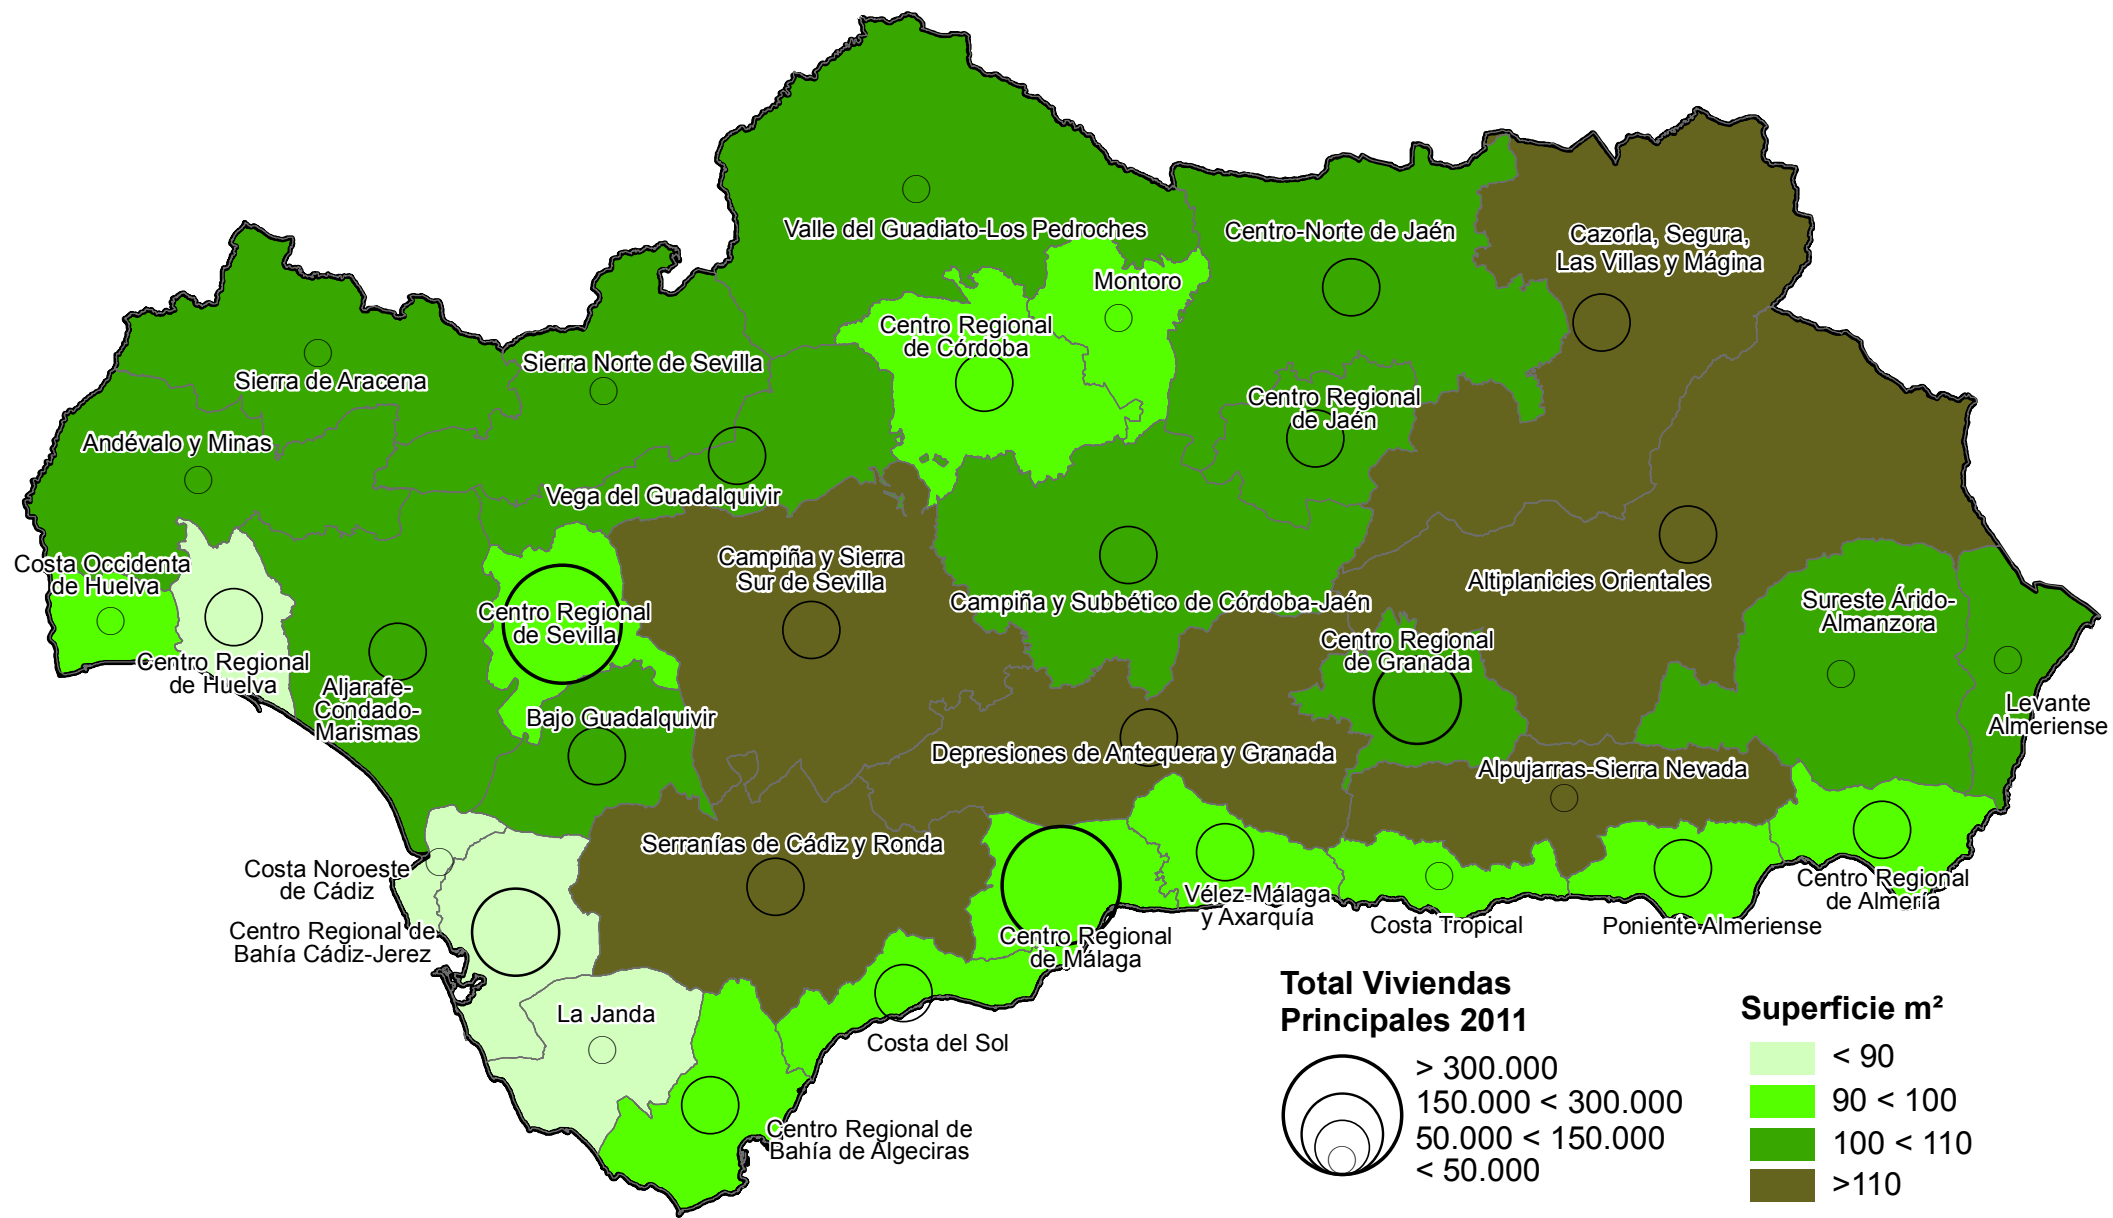 Valle del Guadiato-Los Pedroches
Centro-Norte de Jaén
Cazorla, Segura,
Las Villas y Mágina
Montoro
Centro Regional
de Córdoba
Sierra Norte de Sevilla
Sierra de Aracena
Centro Regional
de Jaén
Andévalo y Minas
Vega del Guadalquivir
Costa Occidenta
de Huelva
Campiña y Sierra
Sur de Sevilla
Altiplanicies Orientales
Campiña y Subbético de Córdoba-Jaén
Sureste Árido-
Almanzora
Centro Regional
de Sevilla
Centro Regional
de Granada
Centro Regional
de Huelva
Aljarafe-
Condado-
Marismas
Bajo Guadalquivir
Levante
Almeriense
Depresiones de Antequera y Granada
Alpujarras-Sierra Nevada
Serranías de Cádiz y Ronda
Costa Noroeste
de Cádiz
Vélez-Málaga
y Axarquía
Centro Regional
de Almería
Costa Tropical
Poniente Almeriense
Centro Regional de
Bahía Cádiz-Jerez
Centro Regional
de Málaga
La Janda
Costa del Sol
Centro Regional de
Bahía de Algeciras
Total Viviendas
Principales 2011
> 300.000
150.000 < 300.000
50.000 < 150.000
< 50.000
Superficie m²
< 90
90 < 100
100 < 110
>110